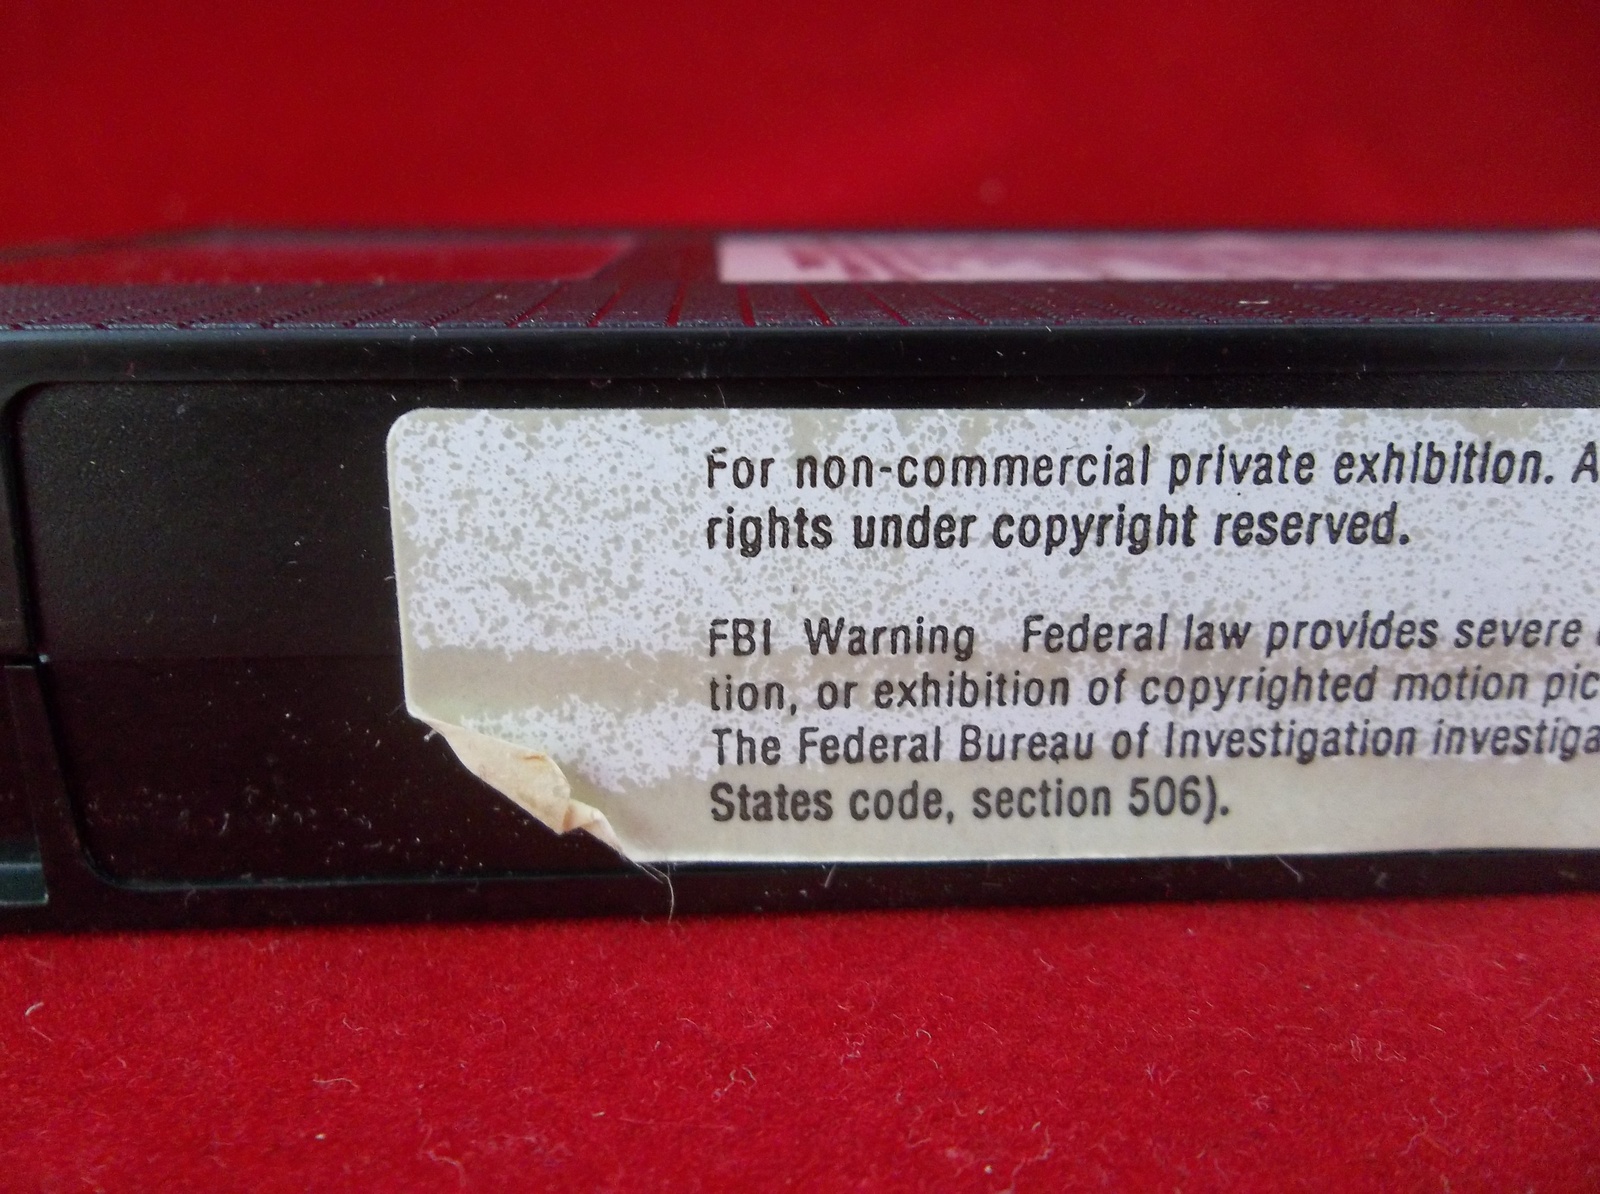 For non-commercial private exhibition. A
rights under copyright reserved.
FBI Warning Federal law provides severe
tion, or exhibition of copyrighted motion pic
The Federal Bureau of Investigation investiga
States code, section 506).